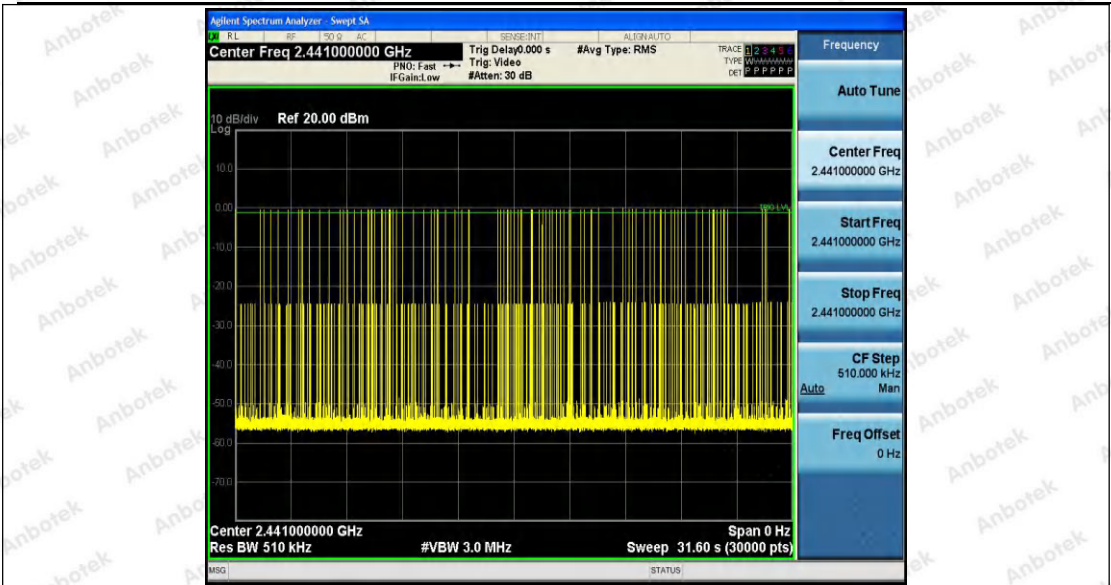 Agilent Spectrum Analyzer - Swept SA
LXI RL RF 50 Ω AC SENSE:INT ALIGNAUTO
Center Freq 2.441000000 GHz
PNO: Fast
IFGain:Low
Trig Delay0.000 s
Trig: Video
#Atten: 30 dB
#Avg Type: RMS
TRACE 1 2 3 4 5 6
TYPE
DET P P P P P P
10 dB/div Ref 20.00 dBm
Log
10.0
0.00
-10.0
-20.0
-30.0
-40.0
-50.0
-60.0
-70.0
Center 2.441000000 GHz Span 0 Hz
Res BW 510 kHz #VBW 3.0 MHz Sweep 31.60 s (30000 pts)
MSG STATUS
Frequency
Auto Tune
Center Freq
2.441000000 GHz
Start Freq
2.441000000 GHz
Stop Freq
2.441000000 GHz
CF Step
510.000 kHz
Auto Man
Freq Offset
0 Hz
Anbotek